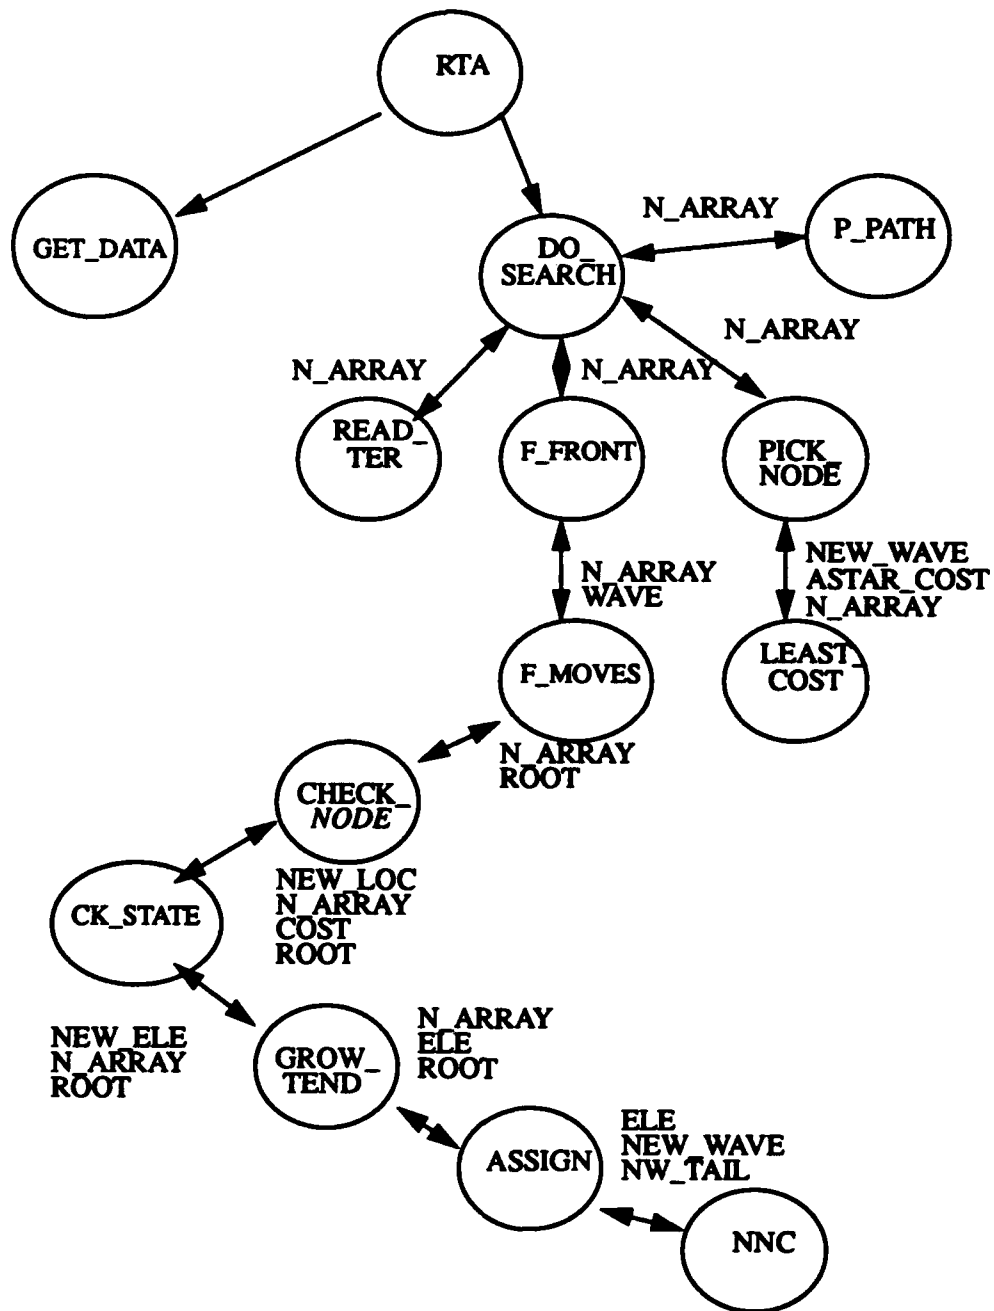 RTA
N_ARRAY
P_PATH
GET_DATA
DO_
SEARCH
N_ARRAY
N_ARRAY
N_ARRAY
READ_
TER
F_FRONT
PICK_
NODE
NEW_WAVE
ASTAR_COST
N_ARRAY
N_ARRAY
WAVE
F_MOVES
LEAST_
COST
N_ARRAY
ROOT
CHECK_
NODE
NEW_LOC
N_ARRAY
COST
ROOT
CK_STATE
NEW_ELE
N_ARRAY
ROOT
GROW_
TEND
N_ARRAY
ELE
ROOT
ASSIGN
ELE
NEW_WAVE
NW_TAIL
NNC